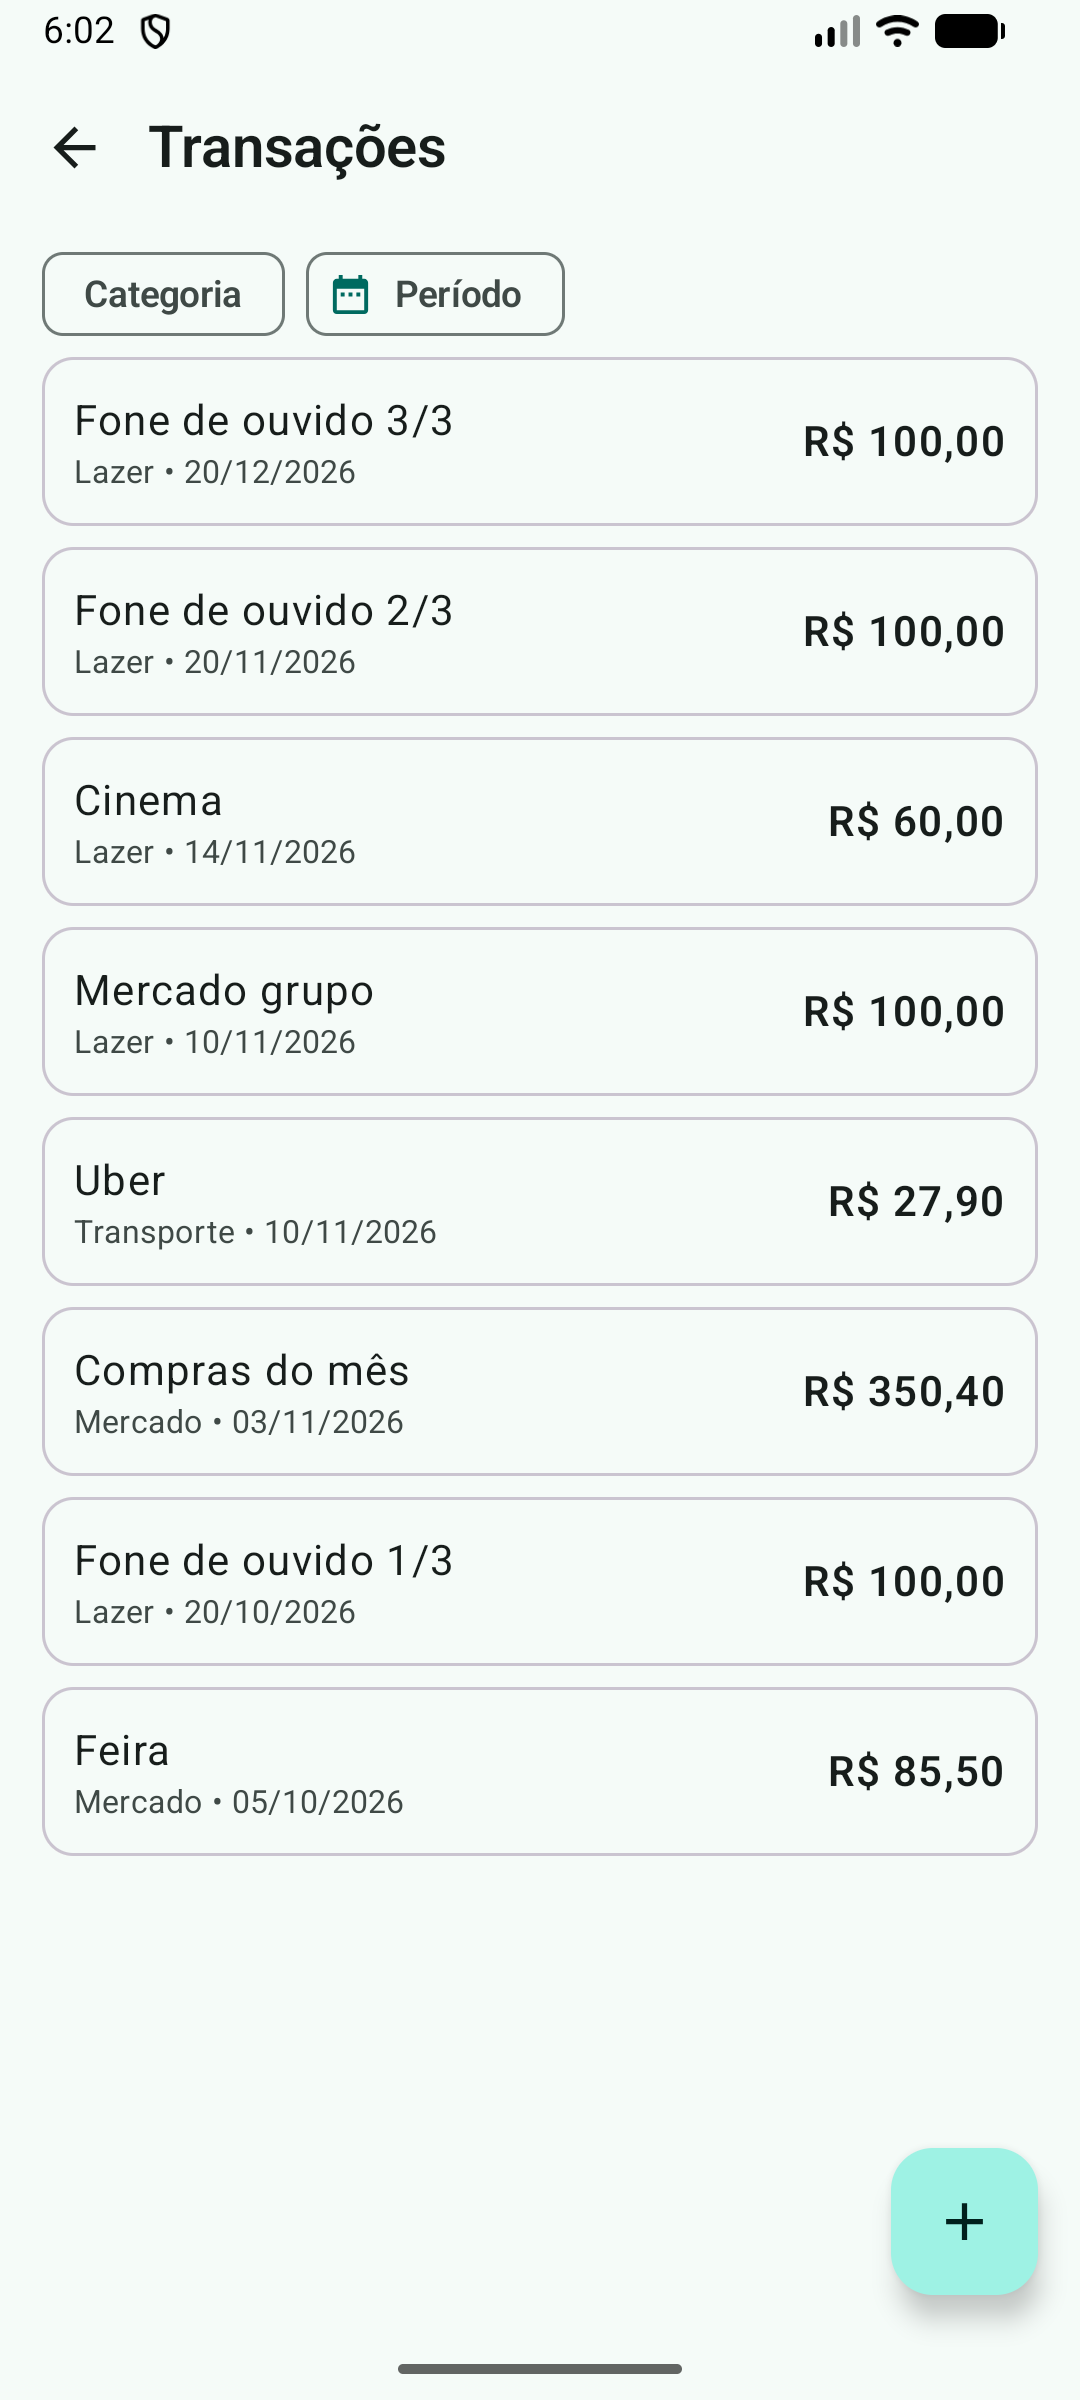 6:02
Transações
Categoria
Período
Fone de ouvido 3/3
Lazer • 20/12/2026
R$ 100,00
Fone de ouvido 2/3
Lazer • 20/11/2026
R$ 100,00
Cinema
Lazer • 14/11/2026
R$ 60,00
Mercado grupo
Lazer • 10/11/2026
R$ 100,00
Uber
Transporte • 10/11/2026
R$ 27,90
Compras do mês
Mercado • 03/11/2026
R$ 350,40
Fone de ouvido 1/3
Lazer • 20/10/2026
R$ 100,00
Feira
Mercado • 05/10/2026
R$ 85,50